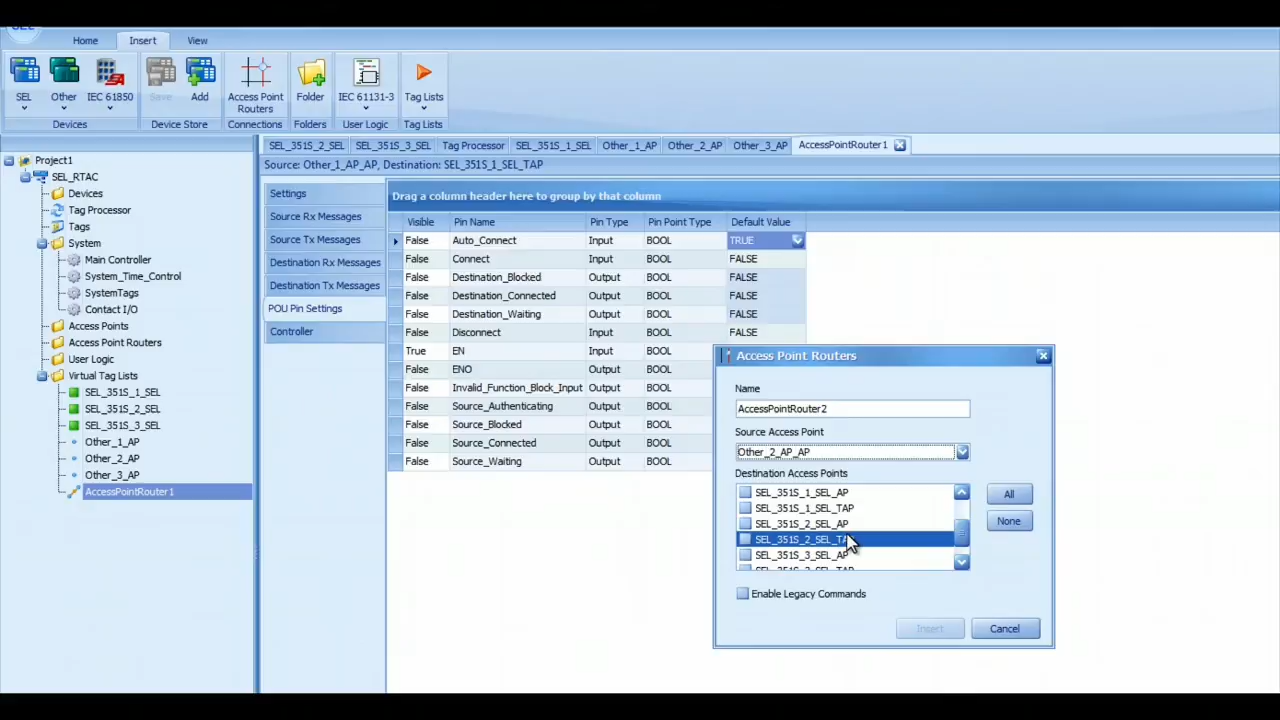 Home Insert View
SEL Other IEC 61850 Save Add Access Point Routers Folder IEC 61131-3 Tag Lists
Devices Device Store Connections Folders User Logic Tag Lists
SEL_351S_2_SEL SEL_351S_3_SEL Tag Processor SEL_351S_1_SEL Other_1_AP Other_2_AP Other_3_AP AccessPointRouter1
Source: Other_1_AP_AP, Destination: SEL_351S_1_SEL_TAP
Project1
SEL_RTAC
Devices
Tag Processor
Tags
System
Main Controller
System_Time_Control
SystemTags
Contact I/O
Access Points
Access Point Routers
User Logic
Virtual Tag Lists
SEL_351S_1_SEL
SEL_351S_2_SEL
SEL_351S_3_SEL
Other_1_AP
Other_2_AP
Other_3_AP
AccessPointRouter1
Settings
Source Rx Messages
Source Tx Messages
Destination Rx Messages
Destination Tx Messages
POU Pin Settings
Controller
Drag a column header here to group by that column
Visible Pin Name Pin Type Pin Point Type Default Value
False Auto_Connect Input BOOL TRUE
False Connect Input BOOL FALSE
False Destination_Blocked Output BOOL FALSE
False Destination_Connected Output BOOL FALSE
False Destination_Waiting Output BOOL FALSE
False Disconnect Input BOOL FALSE
True EN Input BOOL
False ENO Output BOOL
False Invalid_Function_Block_Input Output BOOL
False Source_Authenticating Output BOOL
False Source_Blocked Output BOOL
False Source_Connected Output BOOL
False Source_Waiting Output BOOL
Access Point Routers
Name
AccessPointRouter2
Source Access Point
Other_2_AP_AP
Destination Access Points
SEL_351S_1_SEL_AP
SEL_351S_1_SEL_TAP
SEL_351S_2_SEL_AP
SEL_351S_2_SEL_TAP
SEL_351S_3_SEL_AP
All
None
Enable Legacy Commands
Insert Cancel